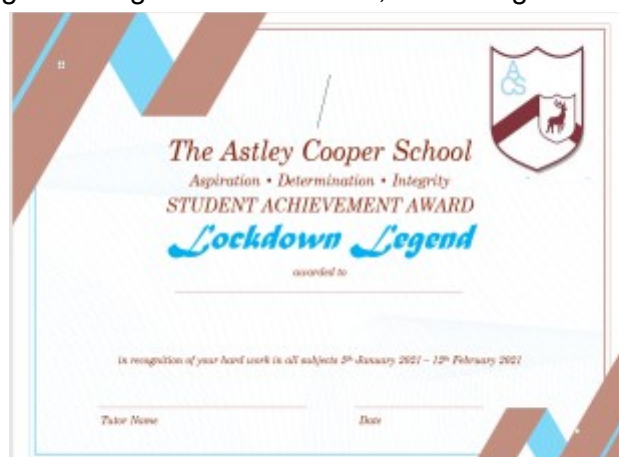 ACS
The Astley Cooper School
Aspiration • Determination • Integrity
STUDENT ACHIEVEMENT AWARD
Lockdown Legend
awarded to
in recognition of your hard work in all subjects 5th January 2021 – 12th February 2021
Tutor Name Date